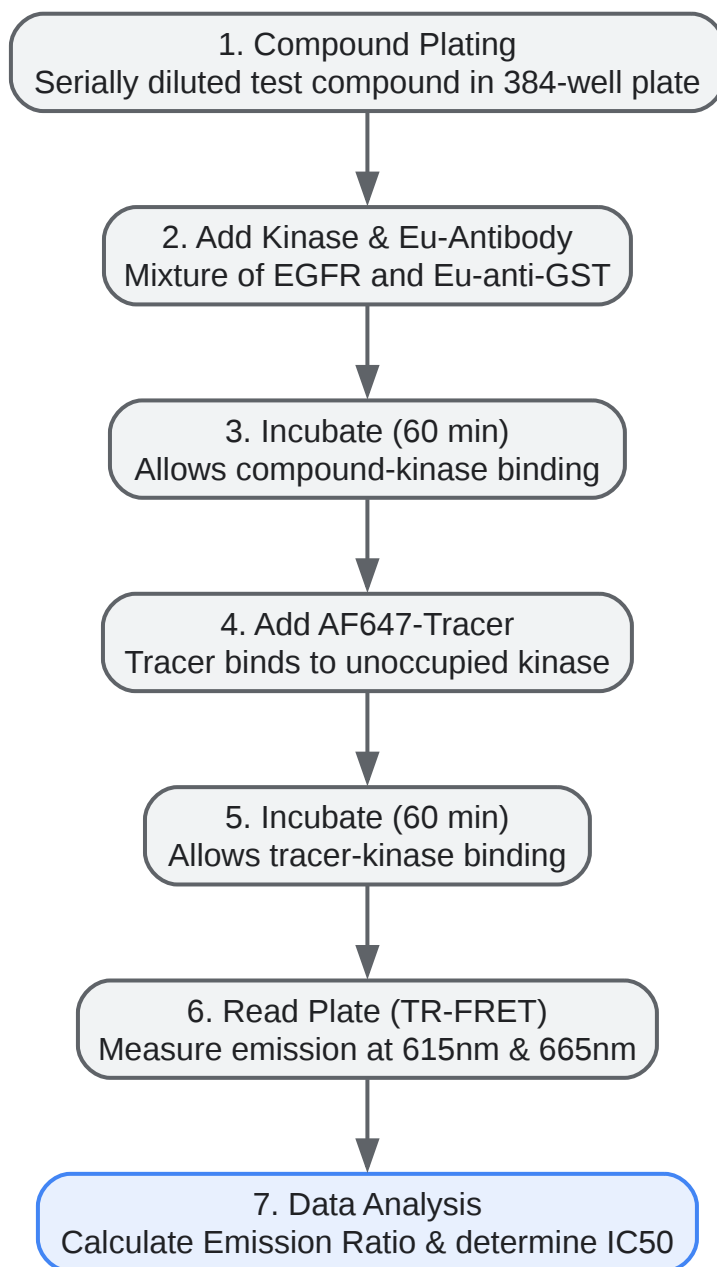 1. Compound Plating
Serially diluted test compound in 384-well plate
2. Add Kinase & Eu-Antibody
Mixture of EGFR and Eu-anti-GST
3. Incubate (60 min)
Allows compound-kinase binding
4. Add AF647-Tracer
Tracer binds to unoccupied kinase
5. Incubate (60 min)
Allows tracer-kinase binding
6. Read Plate (TR-FRET)
Measure emission at 615nm & 665nm
7. Data Analysis
Calculate Emission Ratio & determine IC50